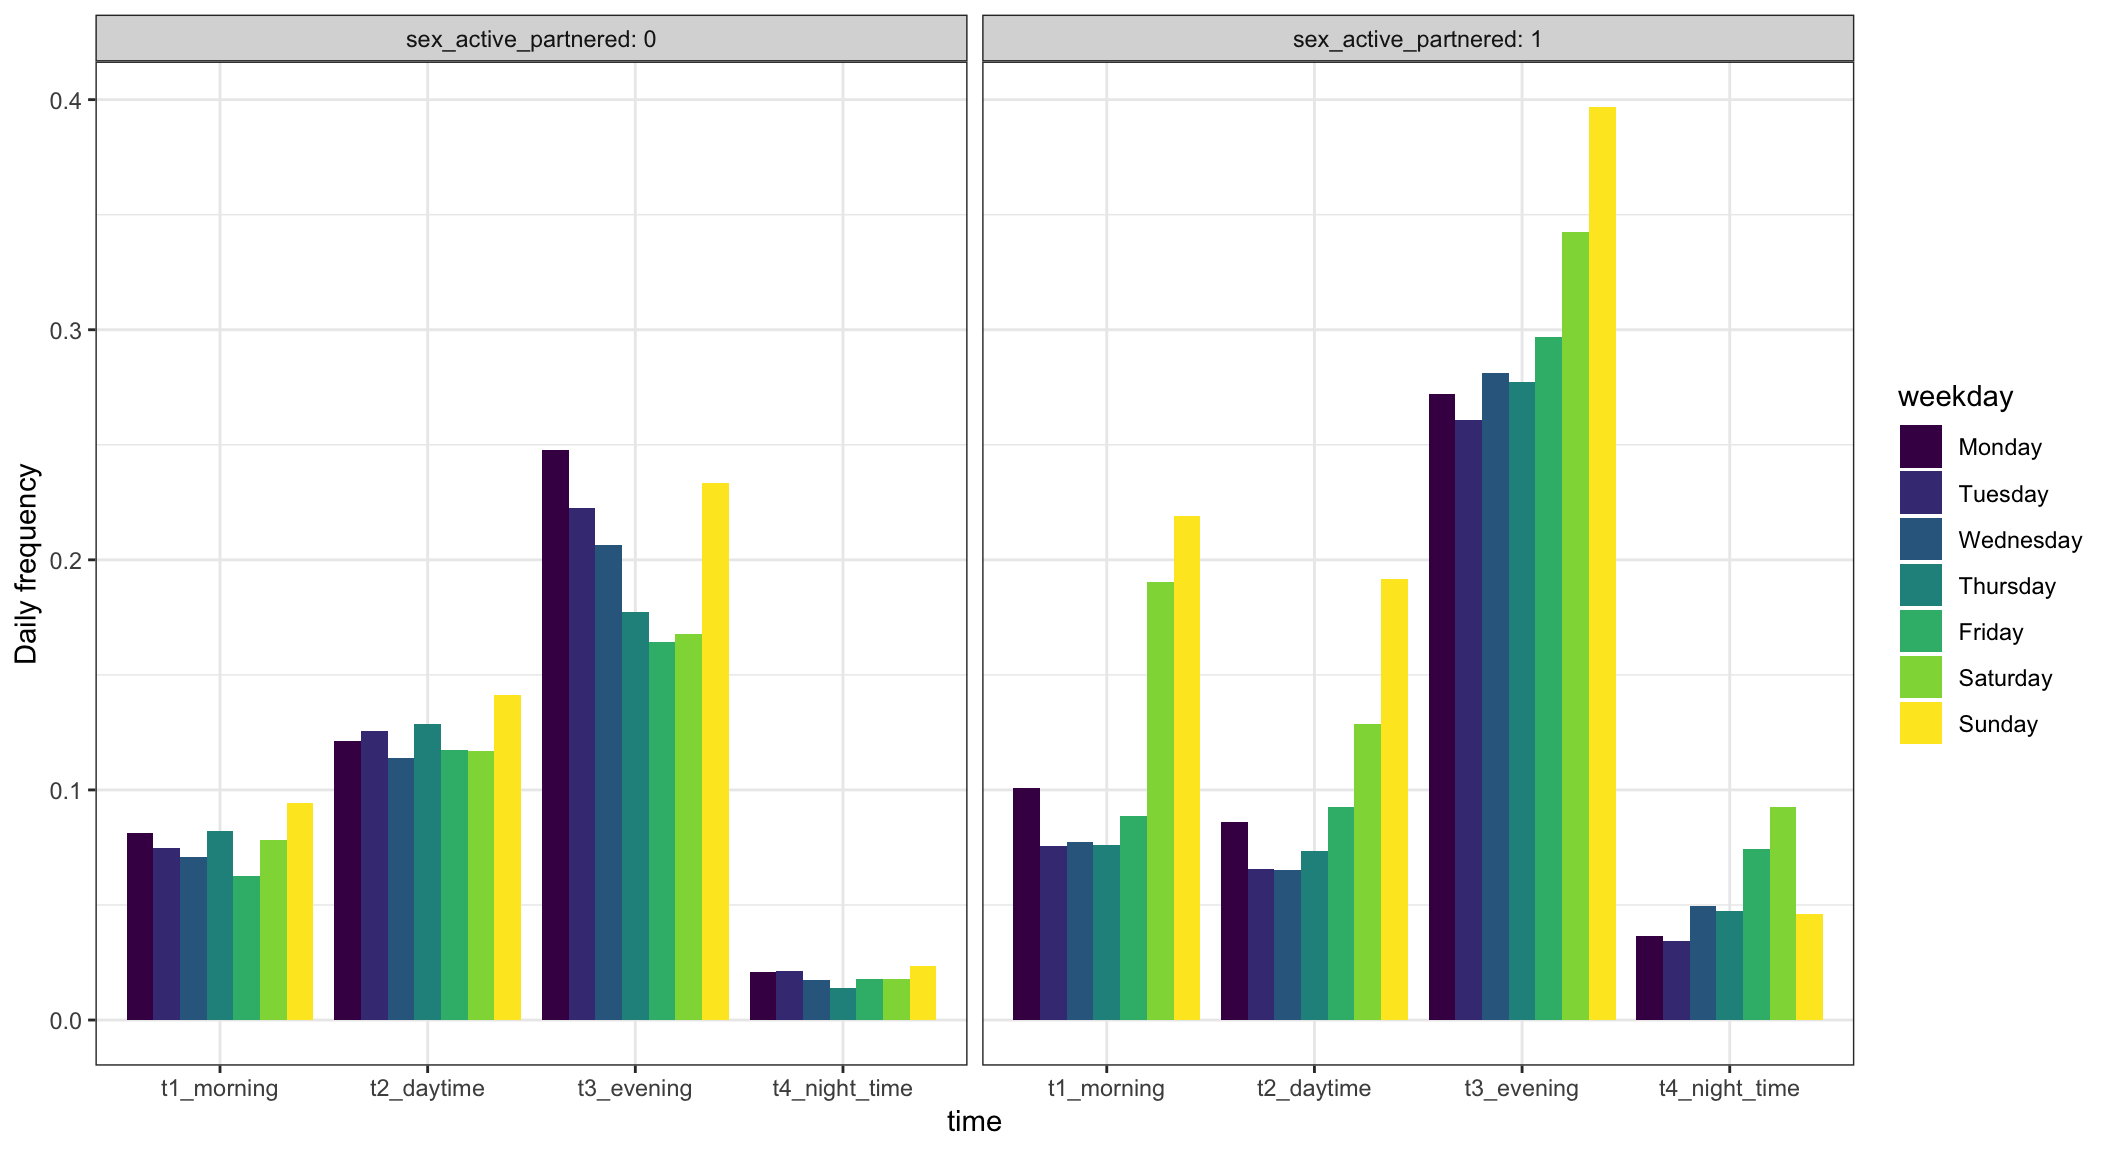 sex_active_partnered: 0
sex_active_partnered: 1
Daily frequency
0.4
0.3
0.2
0.1
0.0
t1_morning
t2_daytime
t3_evening
t4_night_time
t1_morning
t2_daytime
t3_evening
t4_night_time
time
weekday
Monday
Tuesday
Wednesday
Thursday
Friday
Saturday
Sunday